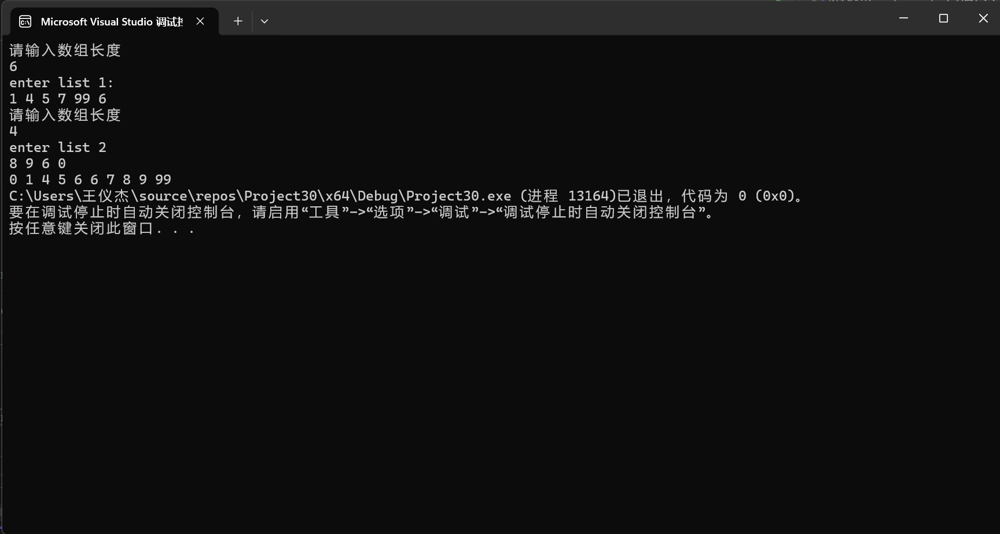 Microsoft Visual Studio 调试
请输入数组长度
6
enter list 1:
1 4 5 7 99 6
请输入数组长度
4
enter list 2
8 9 6 0
0 1 4 5 6 6 7 8 9 99
C:\Users\王仪杰\source\repos\Project30\x64\Debug\Project30.exe (进程 13164)已退出，代码为 0 (0x0)。
要在调试停止时自动关闭控制台，请启用“工具”->“选项”->“调试”->“调试停止时自动关闭控制台”。
按任意键关闭此窗口. . .